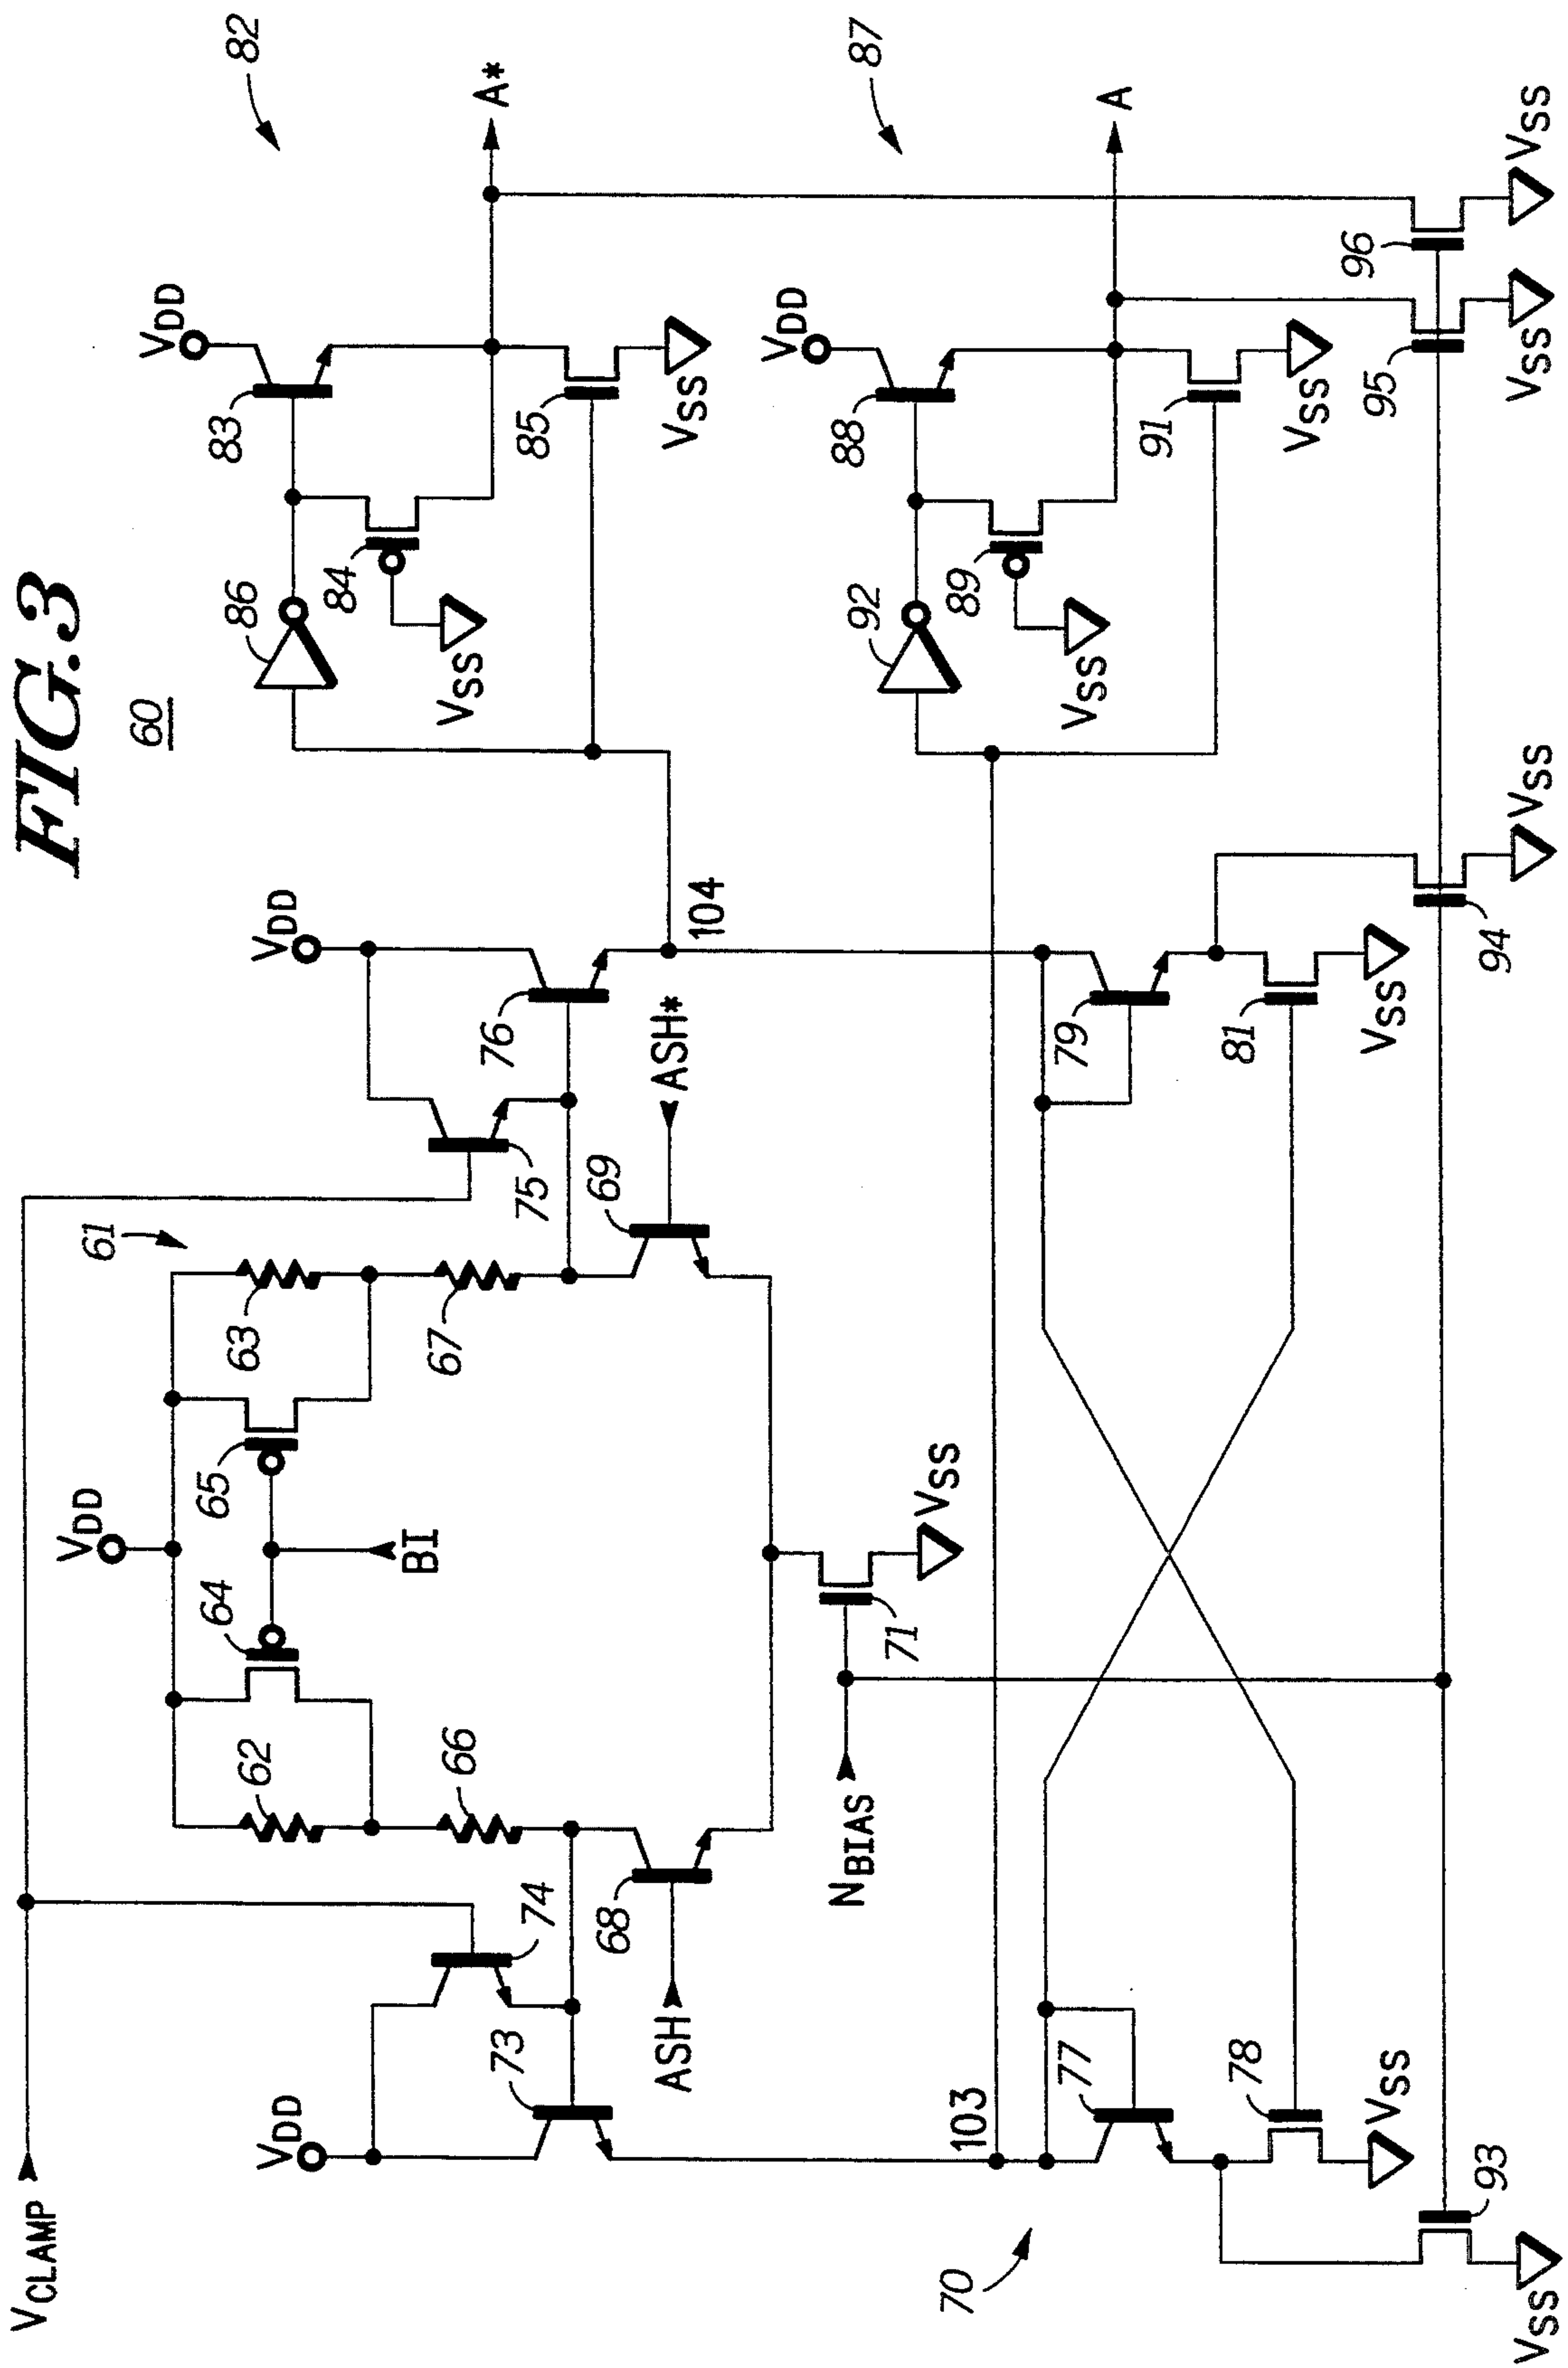 FIG.3
60
VCLAMP
VDD
61
62
64
65
63
BI
66
67
74
73
VDD
68
ASH
75
76
VDD
69
ASH*
NBIAS
71
VSS
103
104
70
77
78
VSS
93
VSS
79
81
VSS
94
VSS
82
VDD
83
86
84
VSS
85
VSS
A*
87
VDD
88
92
89
VSS
91
VSS
A
95
VSS
96
VSS